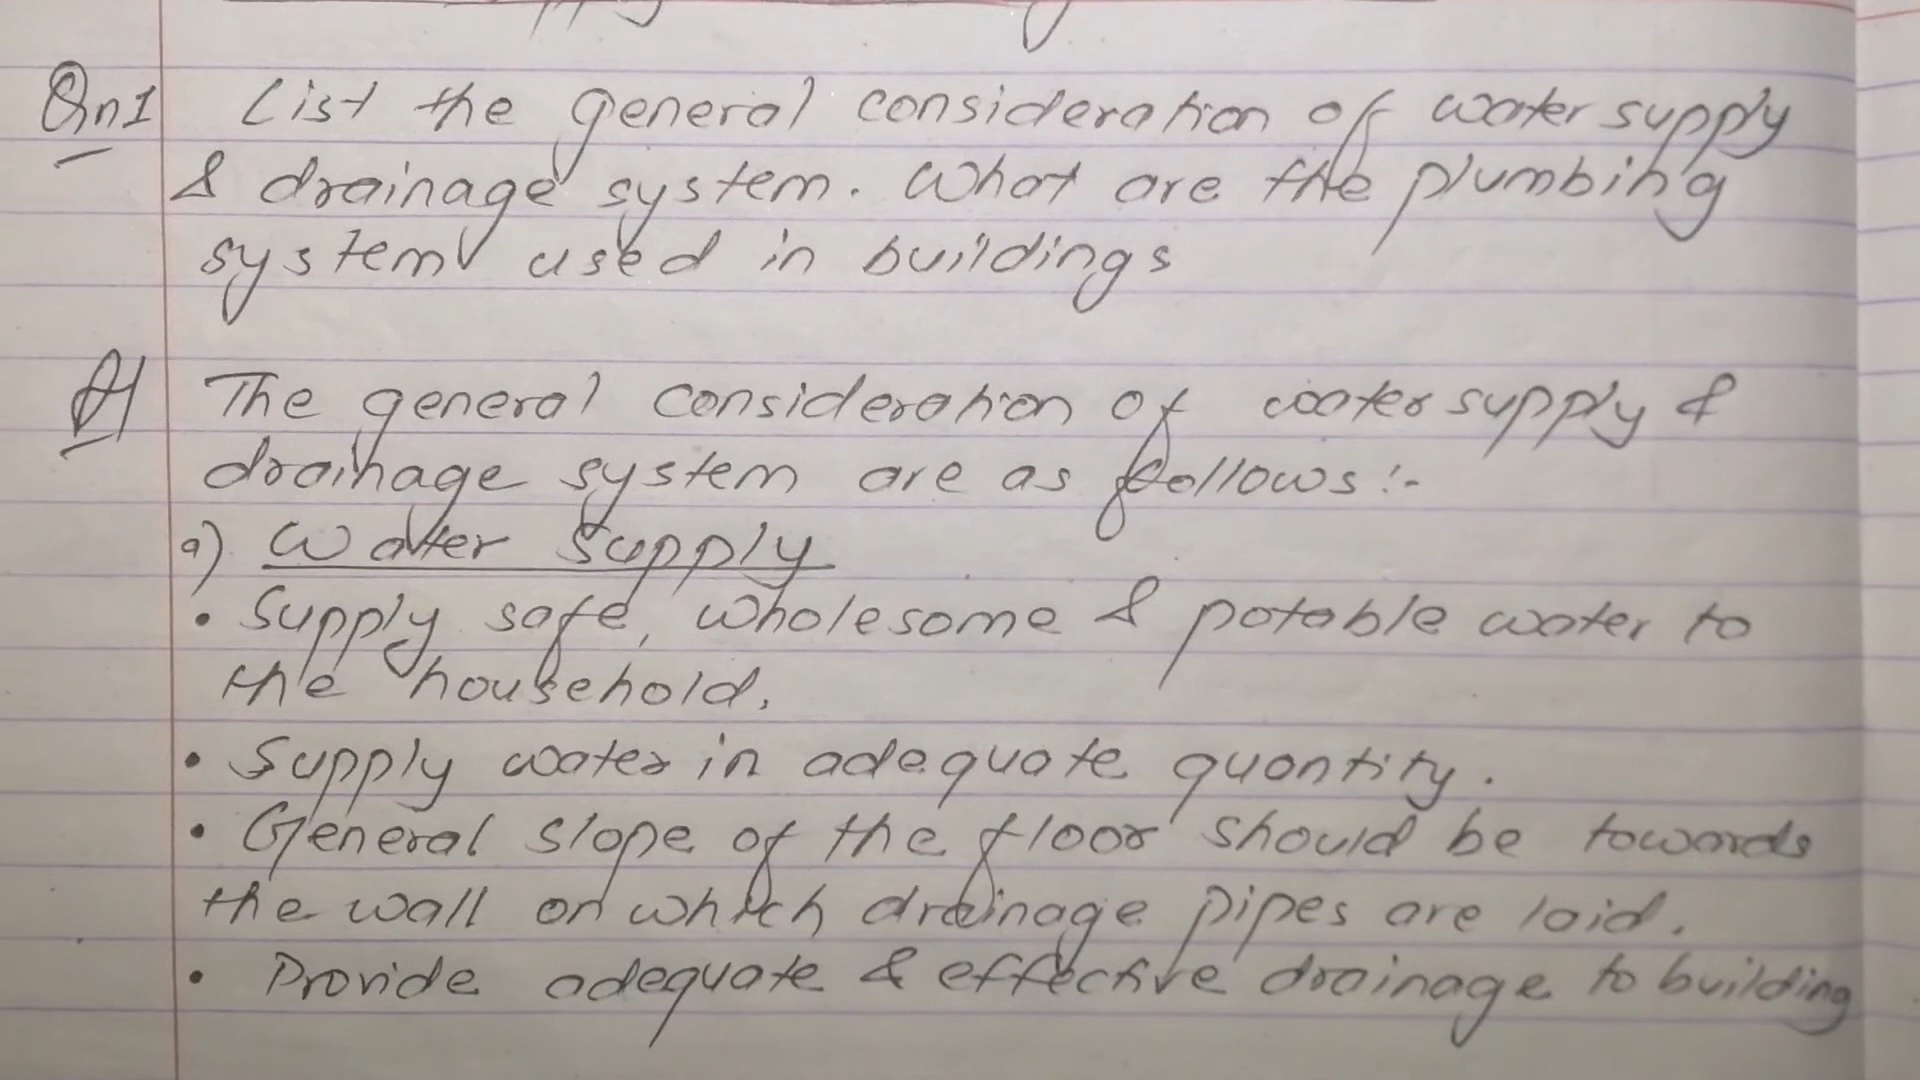 Qn1 List the general consideration of water supply
& drainage system. What are the plumbing
system used in buildings
A The general consideration of water supply &
drainage system are as follows :-
a) Water Supply
• Supply safe, wholesome & potable water to
the household.
• Supply water in adequate quantity.
• General slope of the floor should be towards
the wall on which drainage pipes are laid.
• Provide adequate & effective drainage to building